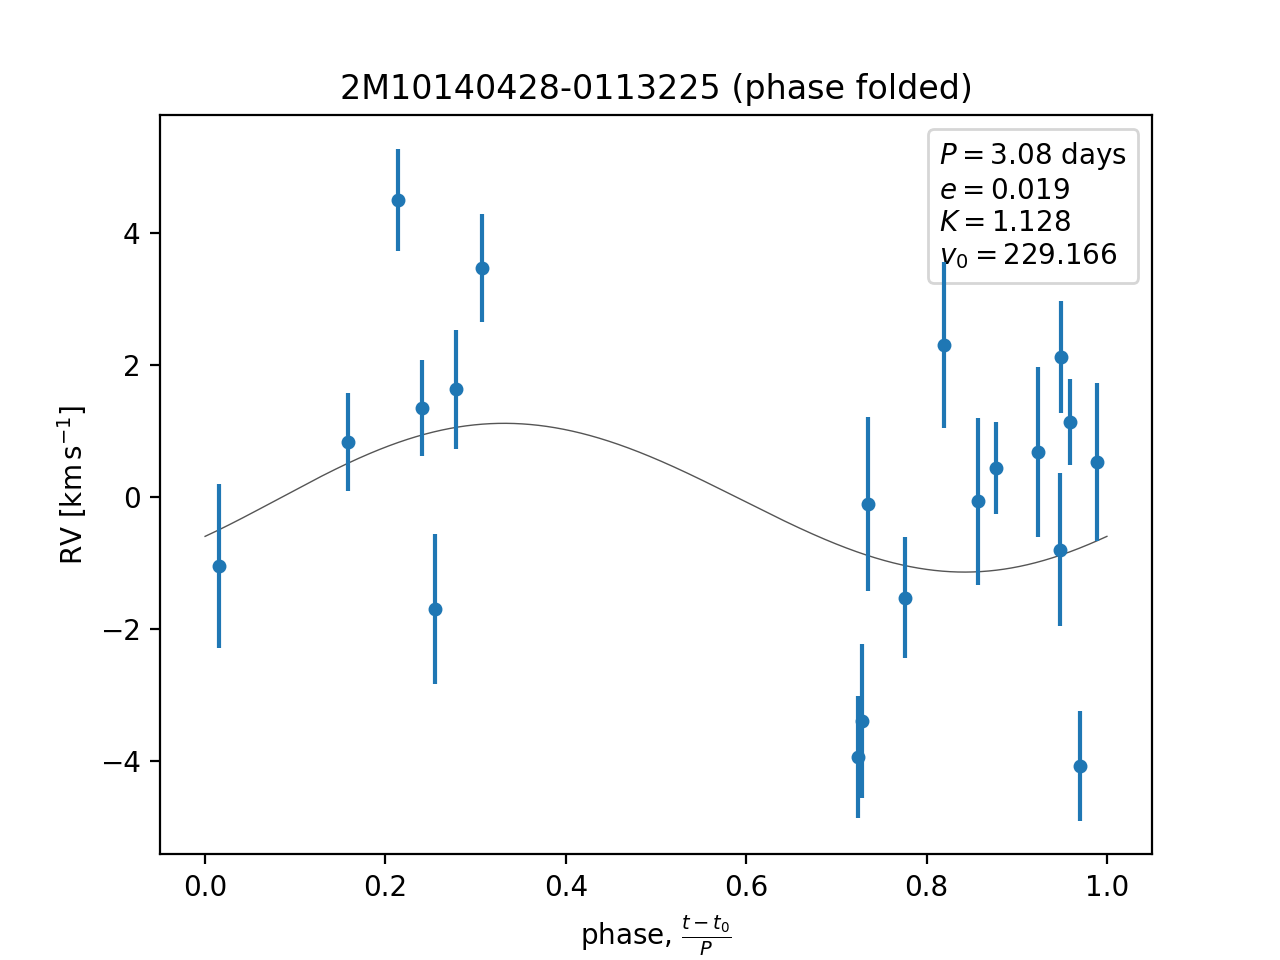 2M10140428-0113225 (phase folded)
P = 3.08 days
e = 0.019
K = 1.128
v₀ = 229.166
RV [km s⁻¹]
4
2
0
−2
−4
0.0 0.2 0.4 0.6 0.8 1.0
phase, (t − t₀)/P